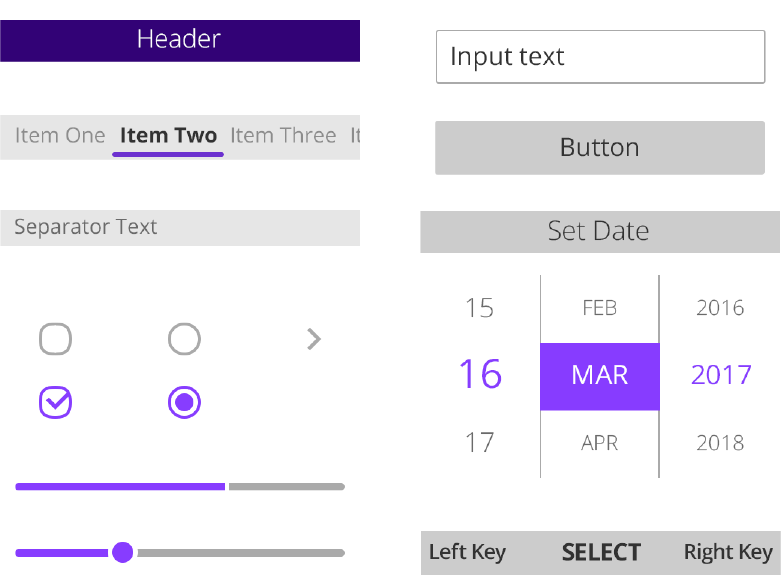 Header
Item One Item Two Item Three
Separator Text
Input text
Button
Set Date
15 FEB 2016
16 MAR 2017
17 APR 2018
Left Key SELECT Right Key